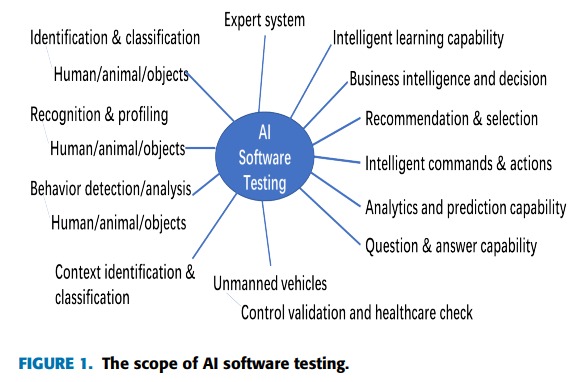 Expert system
Identification & classification
Human/animal/objects
Recognition & profiling
Human/animal/objects
Behavior detection/analysis
Human/animal/objects
Context identification &
classification
AI
Software
Testing
Intelligent learning capability
Business intelligence and decision
Recommendation & selection
Intelligent commands & actions
Analytics and prediction capability
Question & answer capability
Unmanned vehicles
Control validation and healthcare check
FIGURE 1. The scope of AI software testing.